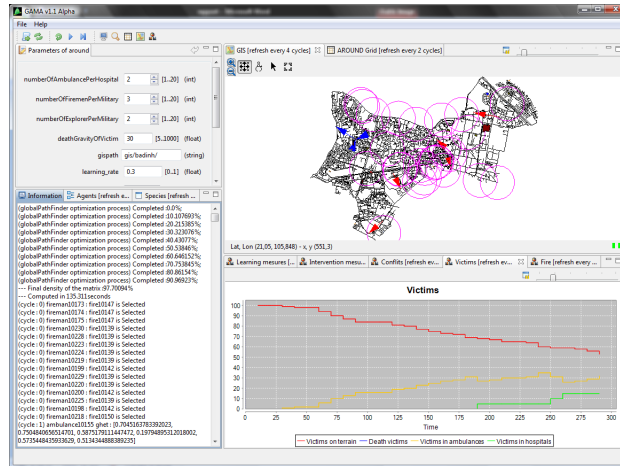 GAMA v1.1 Alpha
File Help
Parameters of around
numberOfAmbulancePerHospital 2 [1..20] (int)
numberOfFiremenPerMilitary 3 [1..20] (int)
numberOfExplorerPerMilitary 2 [1..20] (int)
deathGravityOfVictim 30 [5..1000] (float)
gispath gis/badinh/ (string)
learning_rate 0.3 [0..1] (float)
GIS [refresh every 4 cycles] AROUND Grid [refresh every 2 cycles]
Lat, Lon (21,05, 105,848) - x, y (551,3)
Information Agents [refresh e... Species [refresh ...
(globalPathFinder optimization process) Completed :0.0%;
(globalPathFinder optimization process) Completed :10.107693%;
(globalPathFinder optimization process) Completed :20.215385%;
(globalPathFinder optimization process) Completed :30.323076%;
(globalPathFinder optimization process) Completed :40.43077%;
(globalPathFinder optimization process) Completed :50.53846%;
(globalPathFinder optimization process) Completed :60.646152%;
(globalPathFinder optimization process) Completed :70.753845%;
(globalPathFinder optimization process) Completed :80.86154%;
(globalPathFinder optimization process) Completed :90.96923%;
--- Final density of the matrix :97.70094%
--- Computed in 135.311seconds
(cycle : 0) fireman10173 : fire10147 is Selected
(cycle : 0) fireman10174 : fire10147 is Selected
(cycle : 0) fireman10175 : fire10147 is Selected
(cycle : 0) fireman10230 : fire10139 is Selected
(cycle : 0) fireman10228 : fire10139 is Selected
(cycle : 0) fireman10223 : fire10139 is Selected
(cycle : 0) fireman10224 : fire10139 is Selected
(cycle : 0) fireman10219 : fire10139 is Selected
(cycle : 0) fireman10199 : fire10142 is Selected
(cycle : 0) fireman10229 : fire10139 is Selected
(cycle : 0) fireman10220 : fire10139 is Selected
(cycle : 0) fireman10200 : fire10142 is Selected
(cycle : 0) fireman10225 : fire10139 is Selected
(cycle : 0) fireman10198 : fire10142 is Selected
(cycle : 0) fireman10218 : fire10150 is Selected
(cycle : 1) ambulance10155 ghet : [0.7045163783392023,
0.7504840656514701, 0.5875179111447472, 0.19794895312018002,
0.5735448435933629, 0.5134344888389235]
Learning mesures [... Intervention mesu... Conflits [refresh ev... Victims [refresh ev... Fire [refresh every ...
Victims
100
90
80
70
60
50
40
30
20
10
0
0 25 50 75 100 125 150 175 200 225 250 275 300
Time
Victims on terrain Death victims Victims in ambulances Victims in hospitals